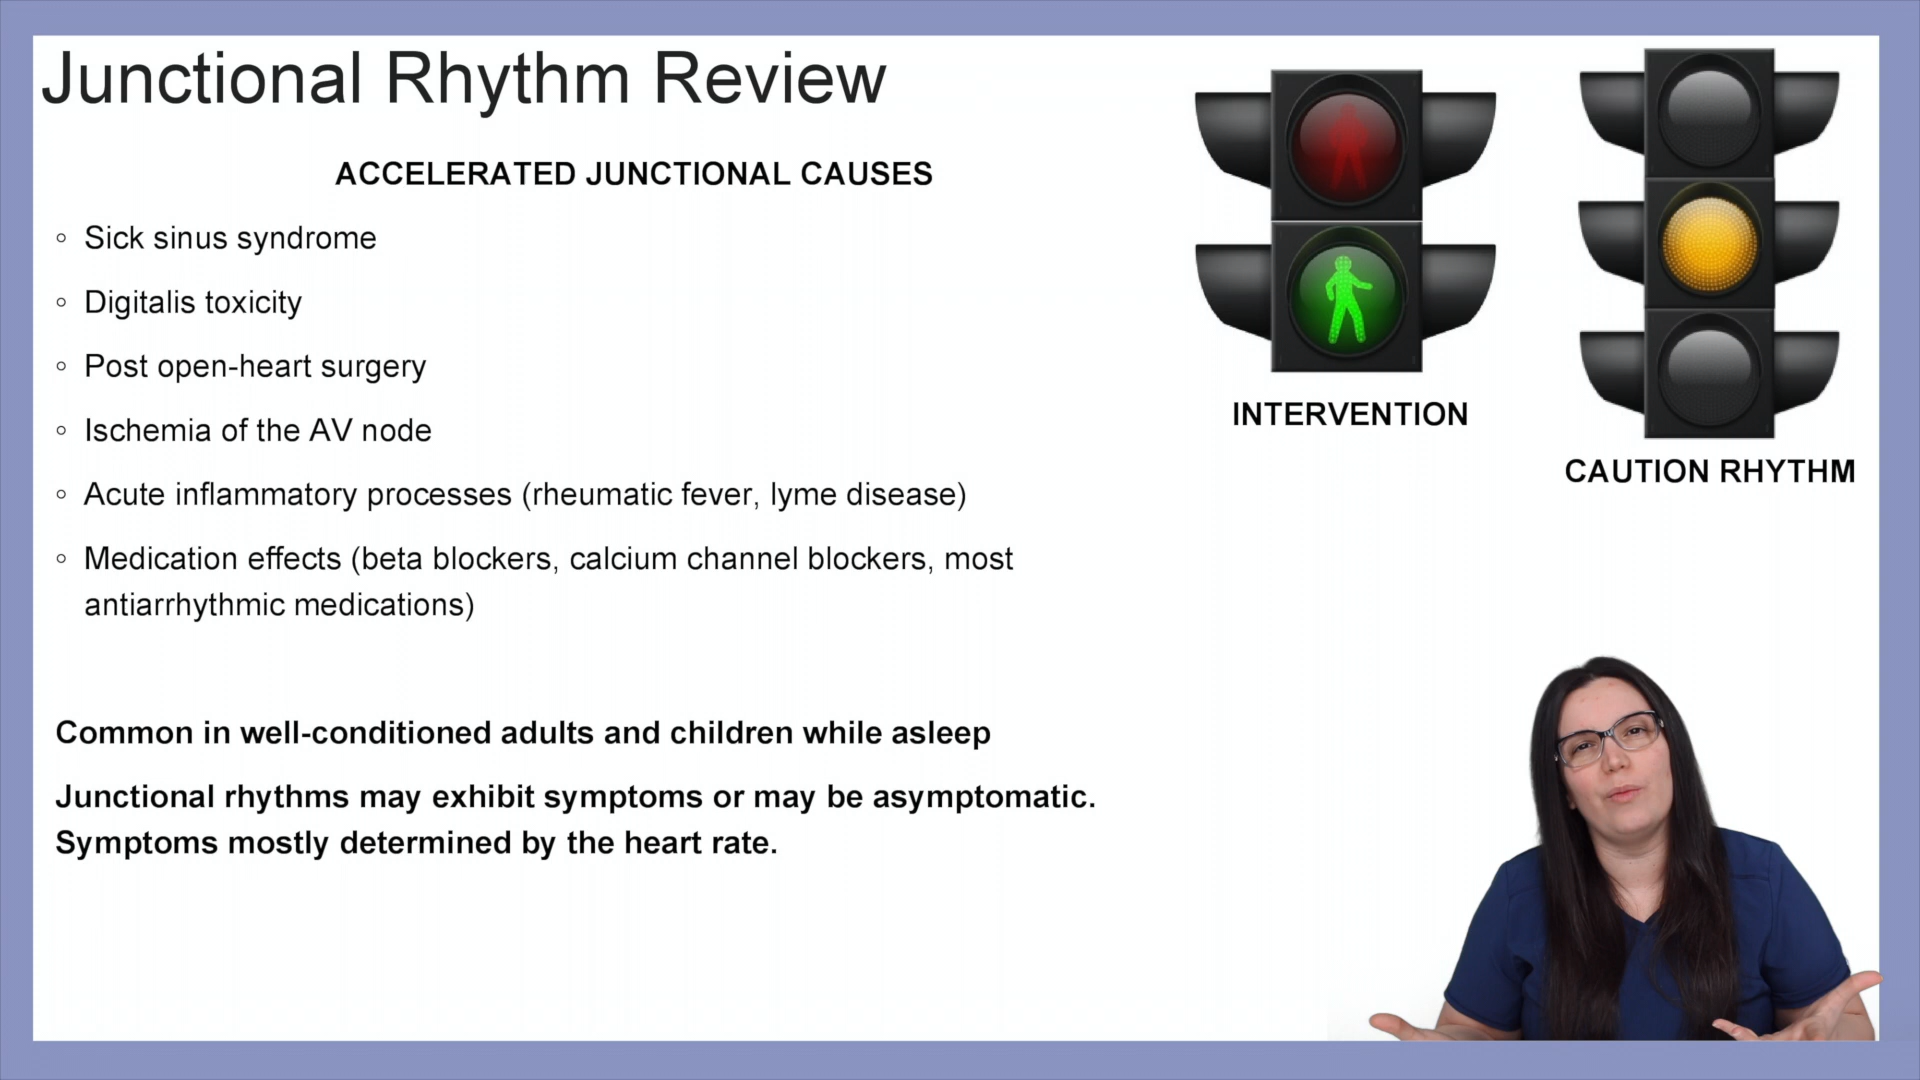 Junctional Rhythm Review
ACCELERATED JUNCTIONAL CAUSES
Sick sinus syndrome
Digitalis toxicity
Post open-heart surgery
Ischemia of the AV node
Acute inflammatory processes (rheumatic fever, lyme disease)
Medication effects (beta blockers, calcium channel blockers, most
antiarrhythmic medications)
Common in well-conditioned adults and children while asleep
Junctional rhythms may exhibit symptoms or may be asymptomatic.
Symptoms mostly determined by the heart rate.
INTERVENTION
CAUTION RHYTHM